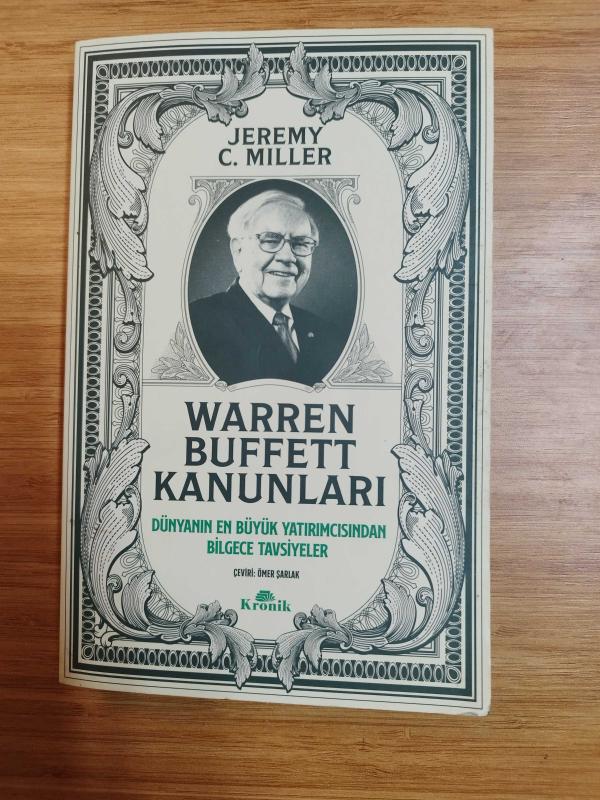 JEREMY
C. MILLER
WARREN
BUFFETT
KANUNLARI
DÜNYANIN EN BÜYÜK YATIRIMCISINDAN
BİLGECE TAVSİYELER
ÇEVİRİ: ÖMER ŞARLAK
Kronik